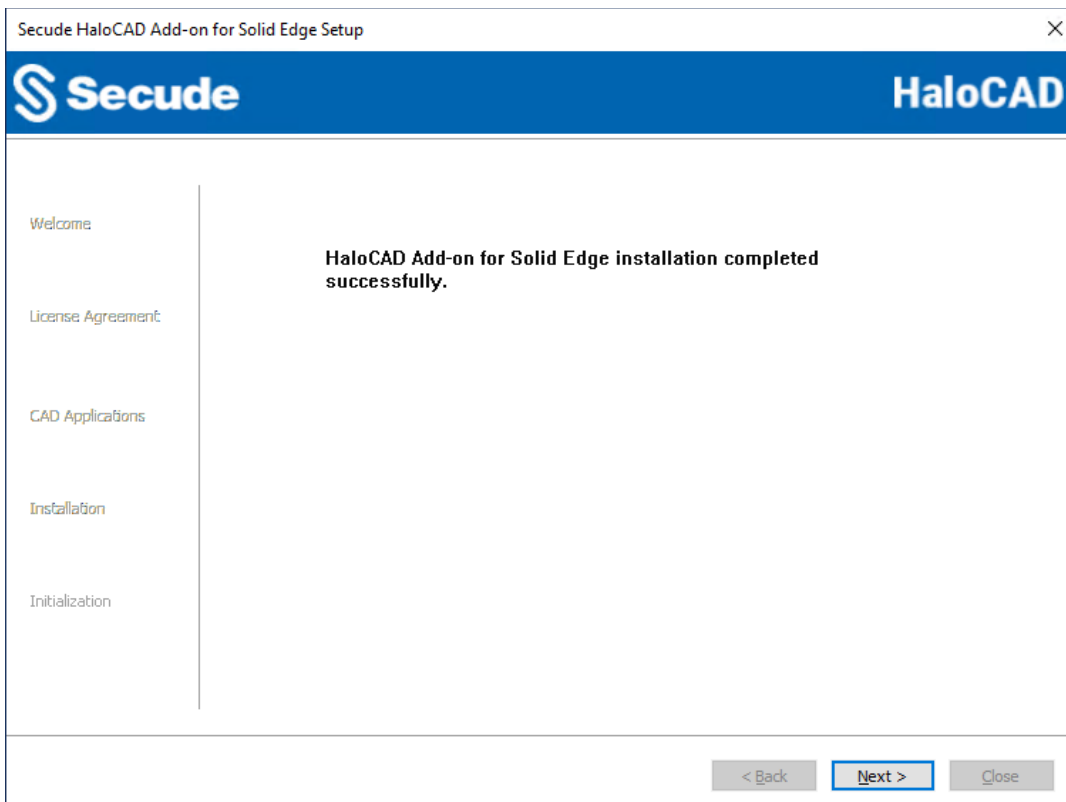 Secude HaloCAD Add-on for Solid Edge Setup
Secude
HaloCAD
Welcome
License Agreement
CAD Applications
Installation
Initialization
HaloCAD Add-on for Solid Edge installation completed
successfully.
< Back
Next >
Close